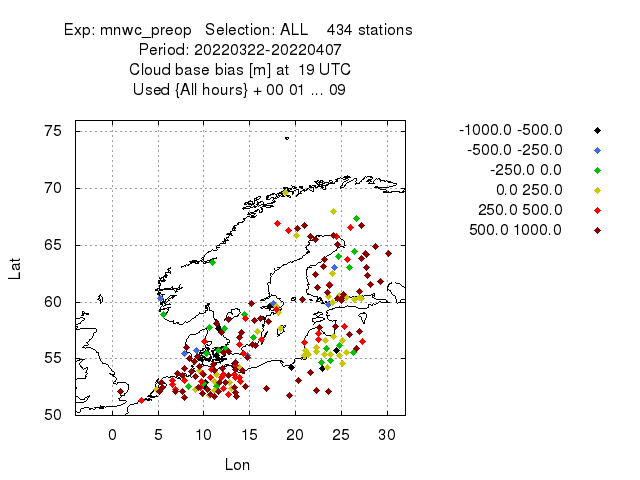 Exp: mnwc_preop Selection: ALL 434 stations
Period: 20220322-20220407
Cloud base bias [m] at 19 UTC
Used {All hours} + 00 01 ... 09
-1000.0 -500.0
-500.0 -250.0
-250.0 0.0
0.0 250.0
250.0 500.0
500.0 1000.0
75
70
65
60
55
50
Lat
0 5 10 15 20 25 30
Lon